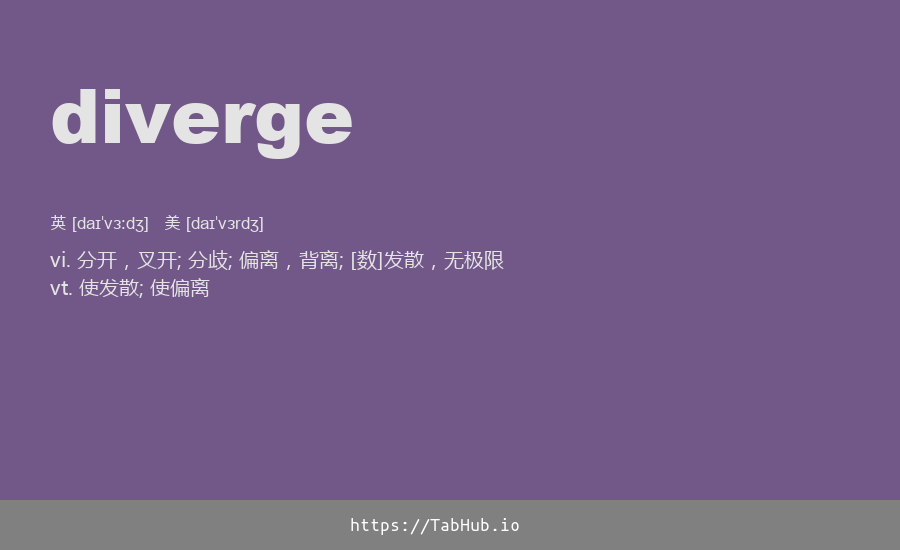 diverge
英 [daɪˈvɜːdʒ] 美 [daɪˈvɜrdʒ]
vi. 分开，叉开; 分歧; 偏离，背离; [数]发散，无极限
vt. 使发散; 使偏离
https://TabHub.io